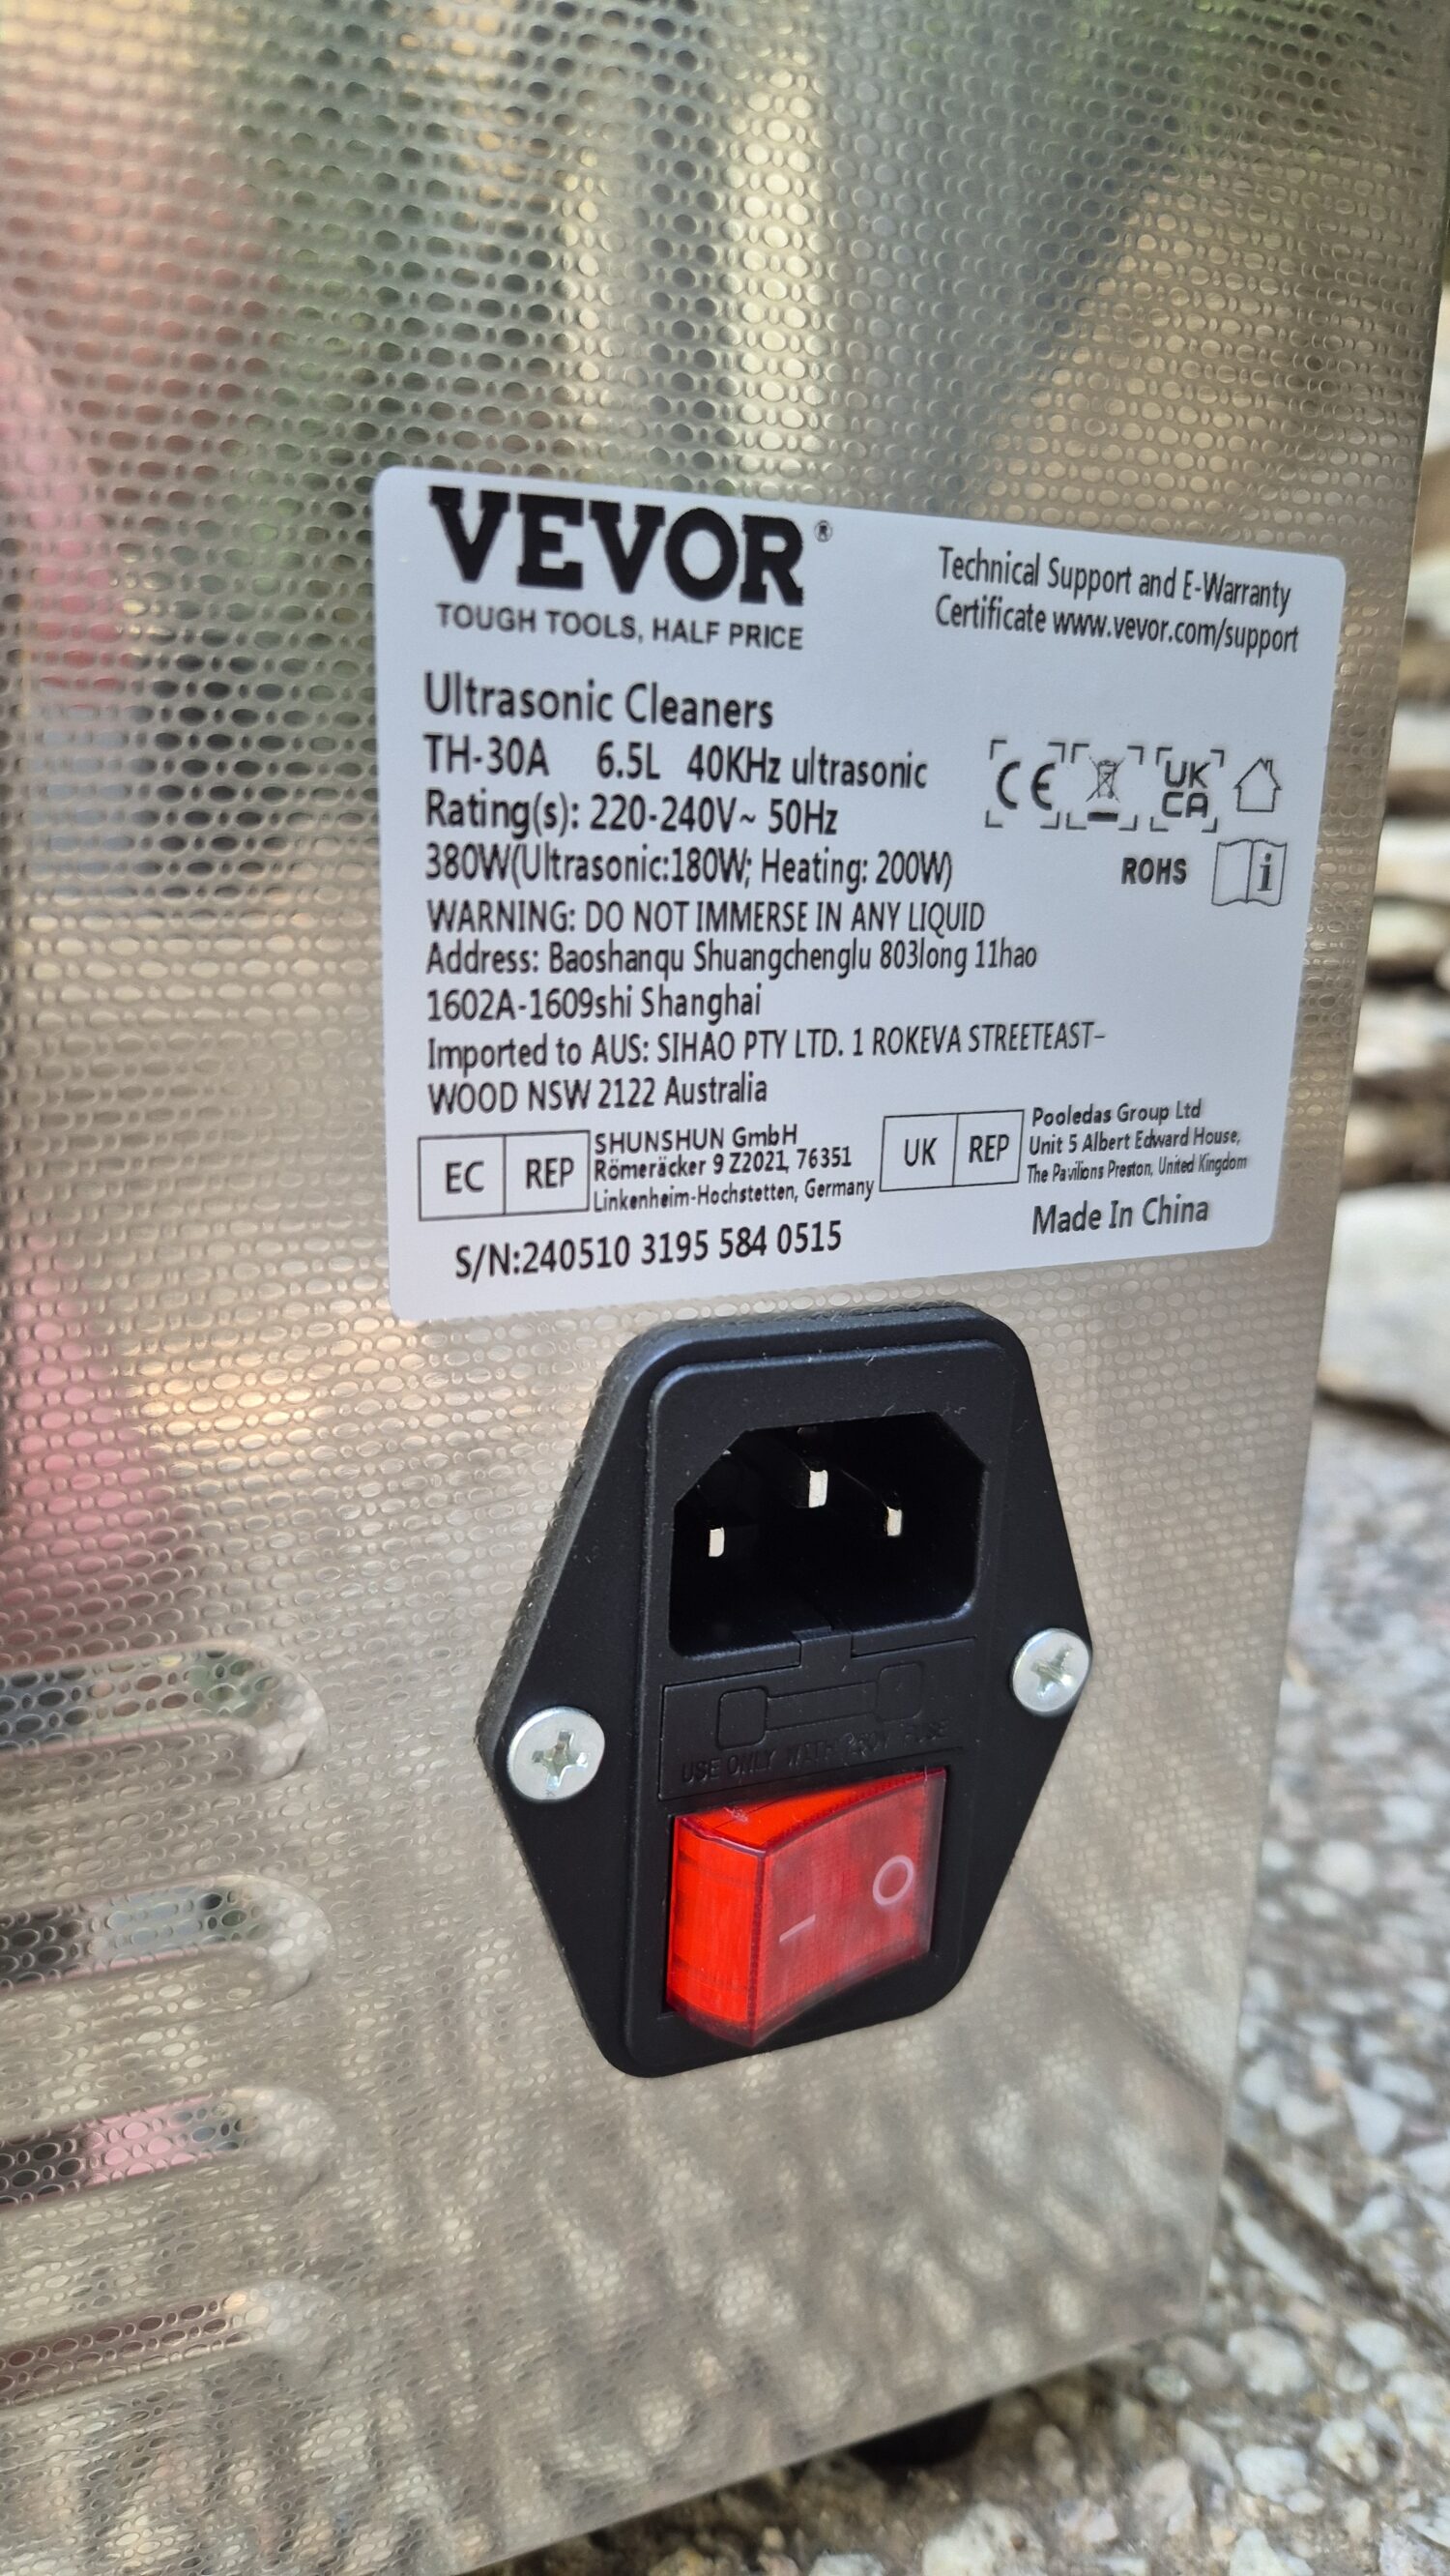 VEVOR®
TOUGH TOOLS, HALF PRICE
Technical Support and E-Warranty
Certificate www.vevor.com/support
Ultrasonic Cleaners
TH-30A 6.5L 40KHz ultrasonic
Rating(s): 220-240V~ 50Hz
380W(Ultrasonic:180W; Heating: 200W)
CE
UK
CA
ROHS
i
WARNING: DO NOT IMMERSE IN ANY LIQUID
Address: Baoshanqu Shuangchenglu 803long 11hao
1602A-1609shi Shanghai
Imported to AUS: SIHAO PTY LTD. 1 ROKEVA STREETEAST-
WOOD NSW 2122 Australia
EC REP
SHUNSHUN GmbH
Römeräcker 9 Z2021, 76351
Linkenheim-Hochstetten, Germany
UK REP
Pooledas Group Ltd
Unit 5 Albert Edward House,
The Pavilions Preston, United Kingdom
S/N:240510 3195 584 0515
Made In China
USE ONLY WITH 250V FUSE
I O